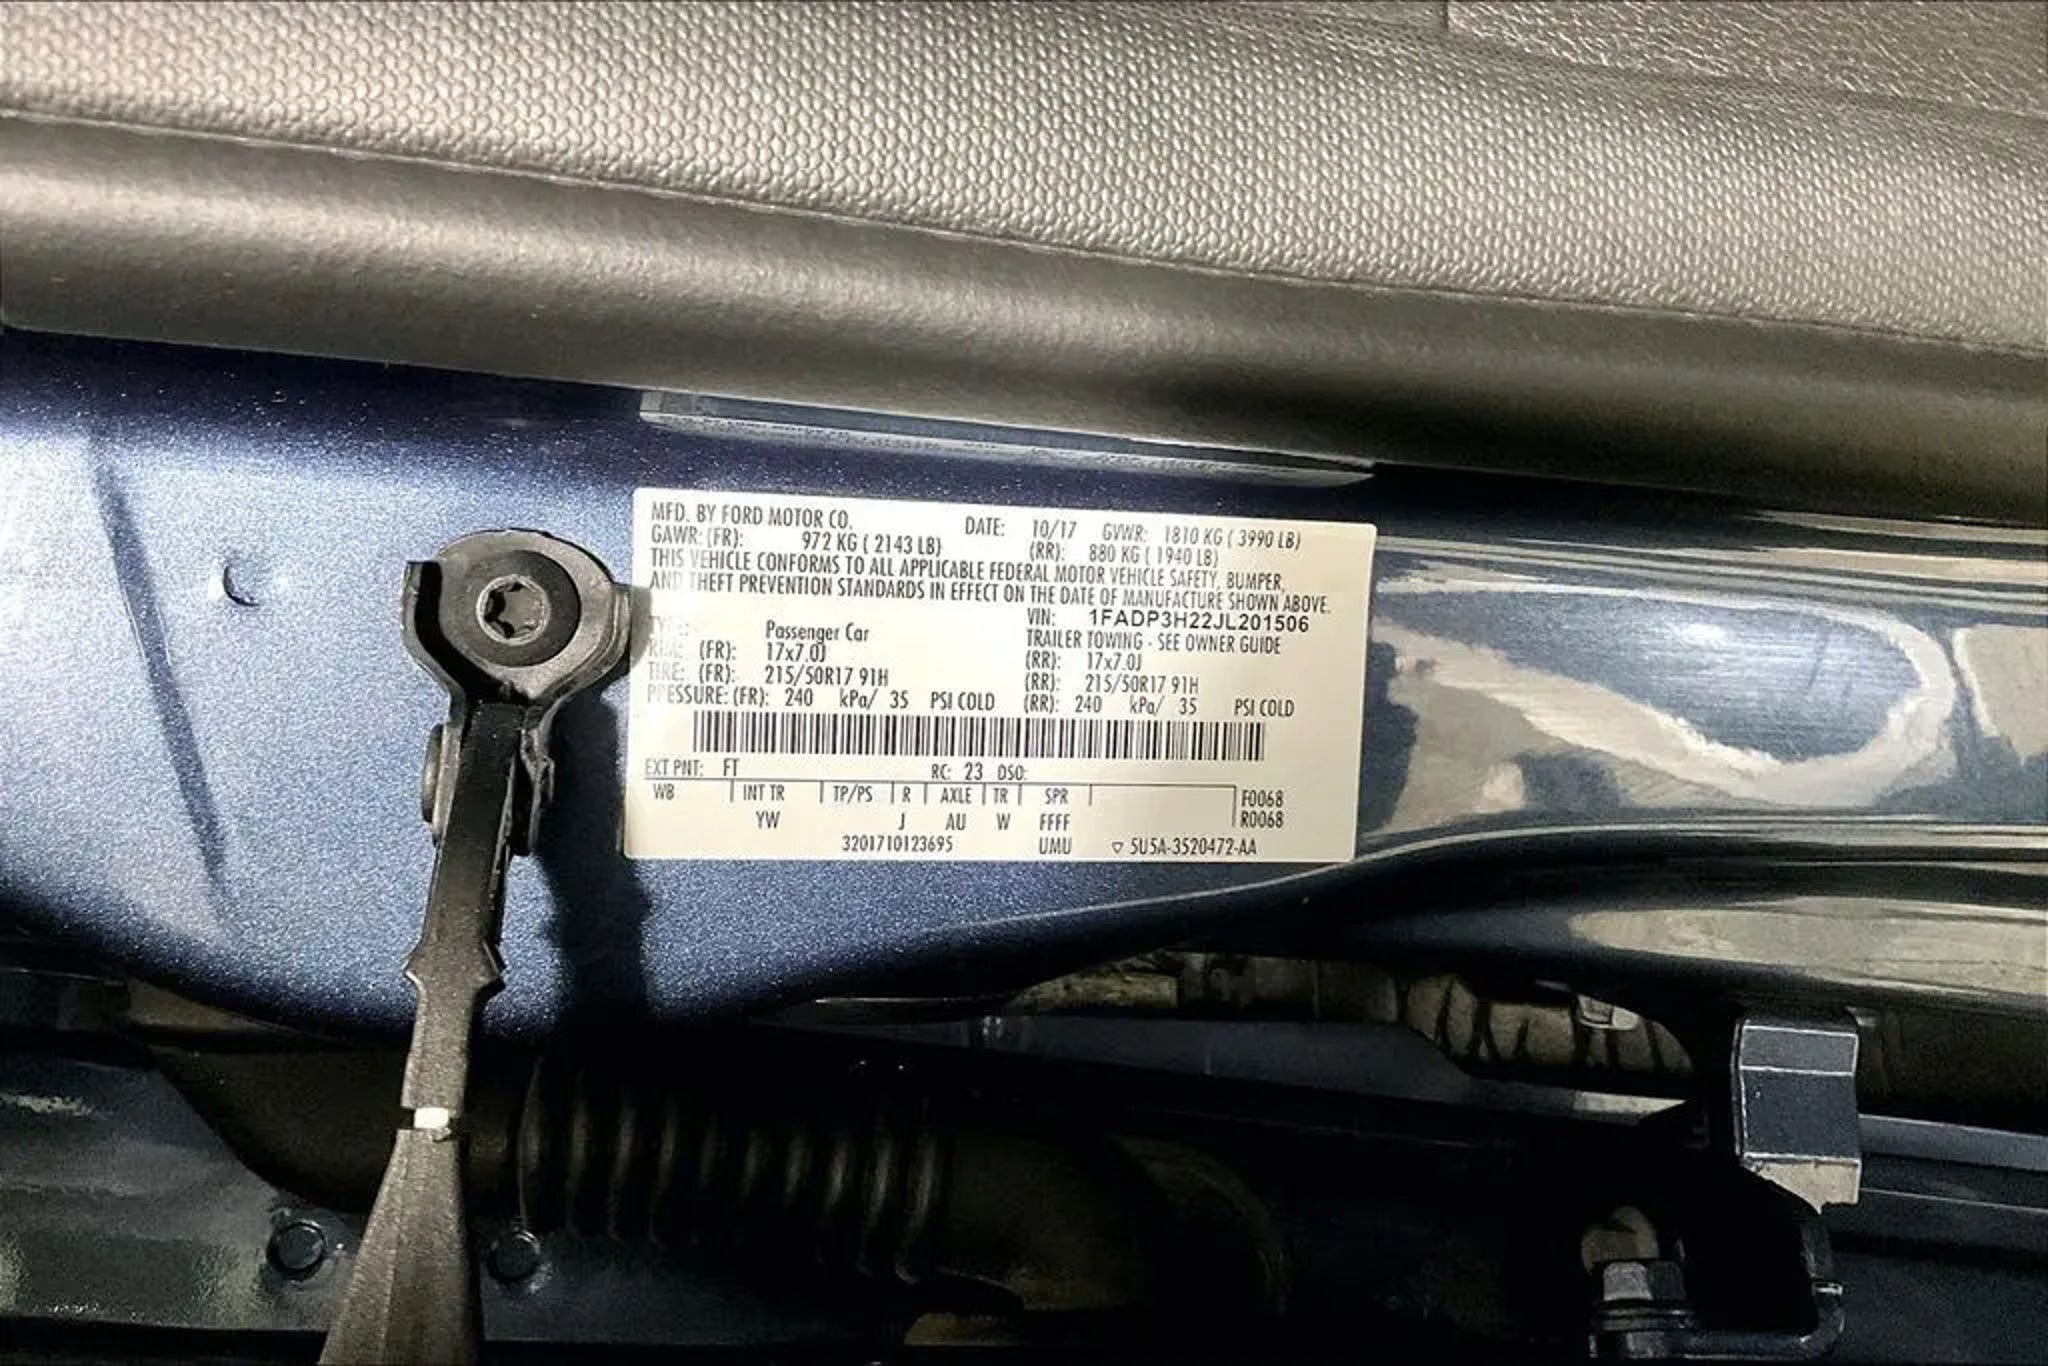 MFD. BY FORD MOTOR CO. DATE: 10/17 GVWR: 1810 KG ( 3990 LB)
GAWR: (FR): 972 KG ( 2143 LB) (RR): 880 KG ( 1940 LB)
THIS VEHICLE CONFORMS TO ALL APPLICABLE FEDERAL MOTOR VEHICLE SAFETY, BUMPER,
AND THEFT PREVENTION STANDARDS IN EFFECT ON THE DATE OF MANUFACTURE SHOWN ABOVE.
VIN: 1FADP3H22JL201506
TYPE: Passenger Car TRAILER TOWING - SEE OWNER GUIDE
RIM: (FR): 17x7.0J (RR): 17x7.0J
TIRE: (FR): 215/50R17 91H (RR): 215/50R17 91H
PRESSURE: (FR): 240 kPa/ 35 PSI COLD (RR): 240 kPa/ 35 PSI COLD
EXT PNT: FT RC: 23 DSO:
WB INT TR TP/PS R AXLE TR SPR F0068
YW J AU W FFFF R0068
3201710123695 UMU ▽ 5U5A-3520472-AA